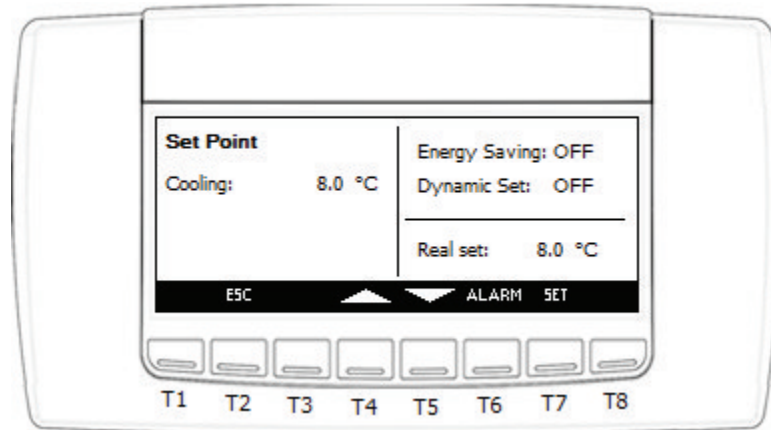 Set Point
Cooling: 8.0 °C
Energy Saving: OFF
Dynamic Set: OFF
Real set: 8.0 °C
ESC ALARM SET
T1 T2 T3 T4 T5 T6 T7 T8